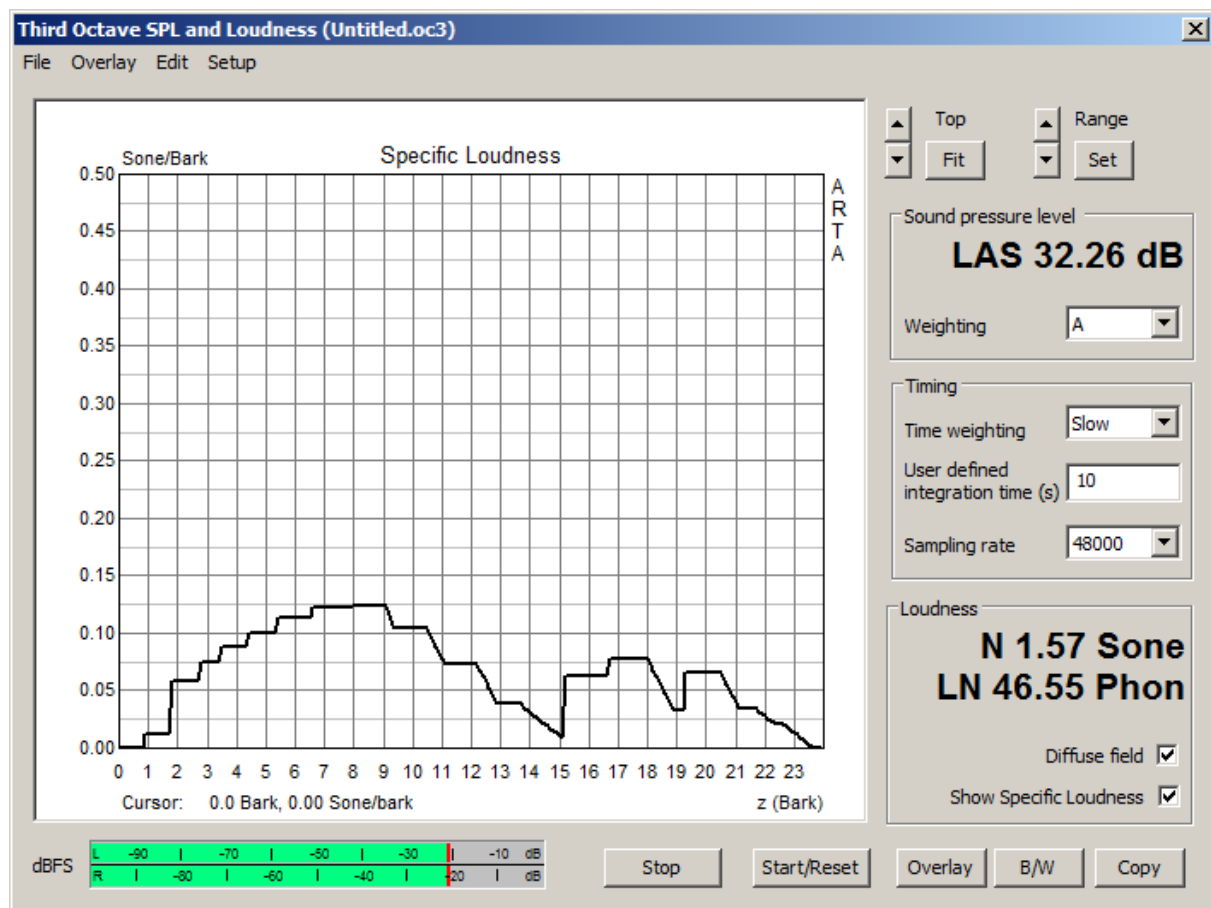 Third Octave SPL and Loudness (Untitled.oc3)
File Overlay Edit Setup
Sone/Bark
Specific Loudness
0.50
0.45
0.40
0.35
0.30
0.25
0.20
0.15
0.10
0.05
0.00
0 1 2 3 4 5 6 7 8 9 10 11 12 13 14 15 16 17 18 19 20 21 22 23
Cursor: 0.0 Bark, 0.00 Sone/bark
z (Bark)
A
R
T
A
Top
Range
Fit
Set
Sound pressure level
LAS 32.26 dB
Weighting A
Timing
Time weighting Slow
User defined
integration time (s) 10
Sampling rate 48000
Loudness
N 1.57 Sone
LN 46.55 Phon
Diffuse field
Show Specific Loudness
dBFS
L -90 -70 -50 -30 -10 dB
R -80 -60 -40 -20 dB
Stop
Start/Reset
Overlay
B/W
Copy